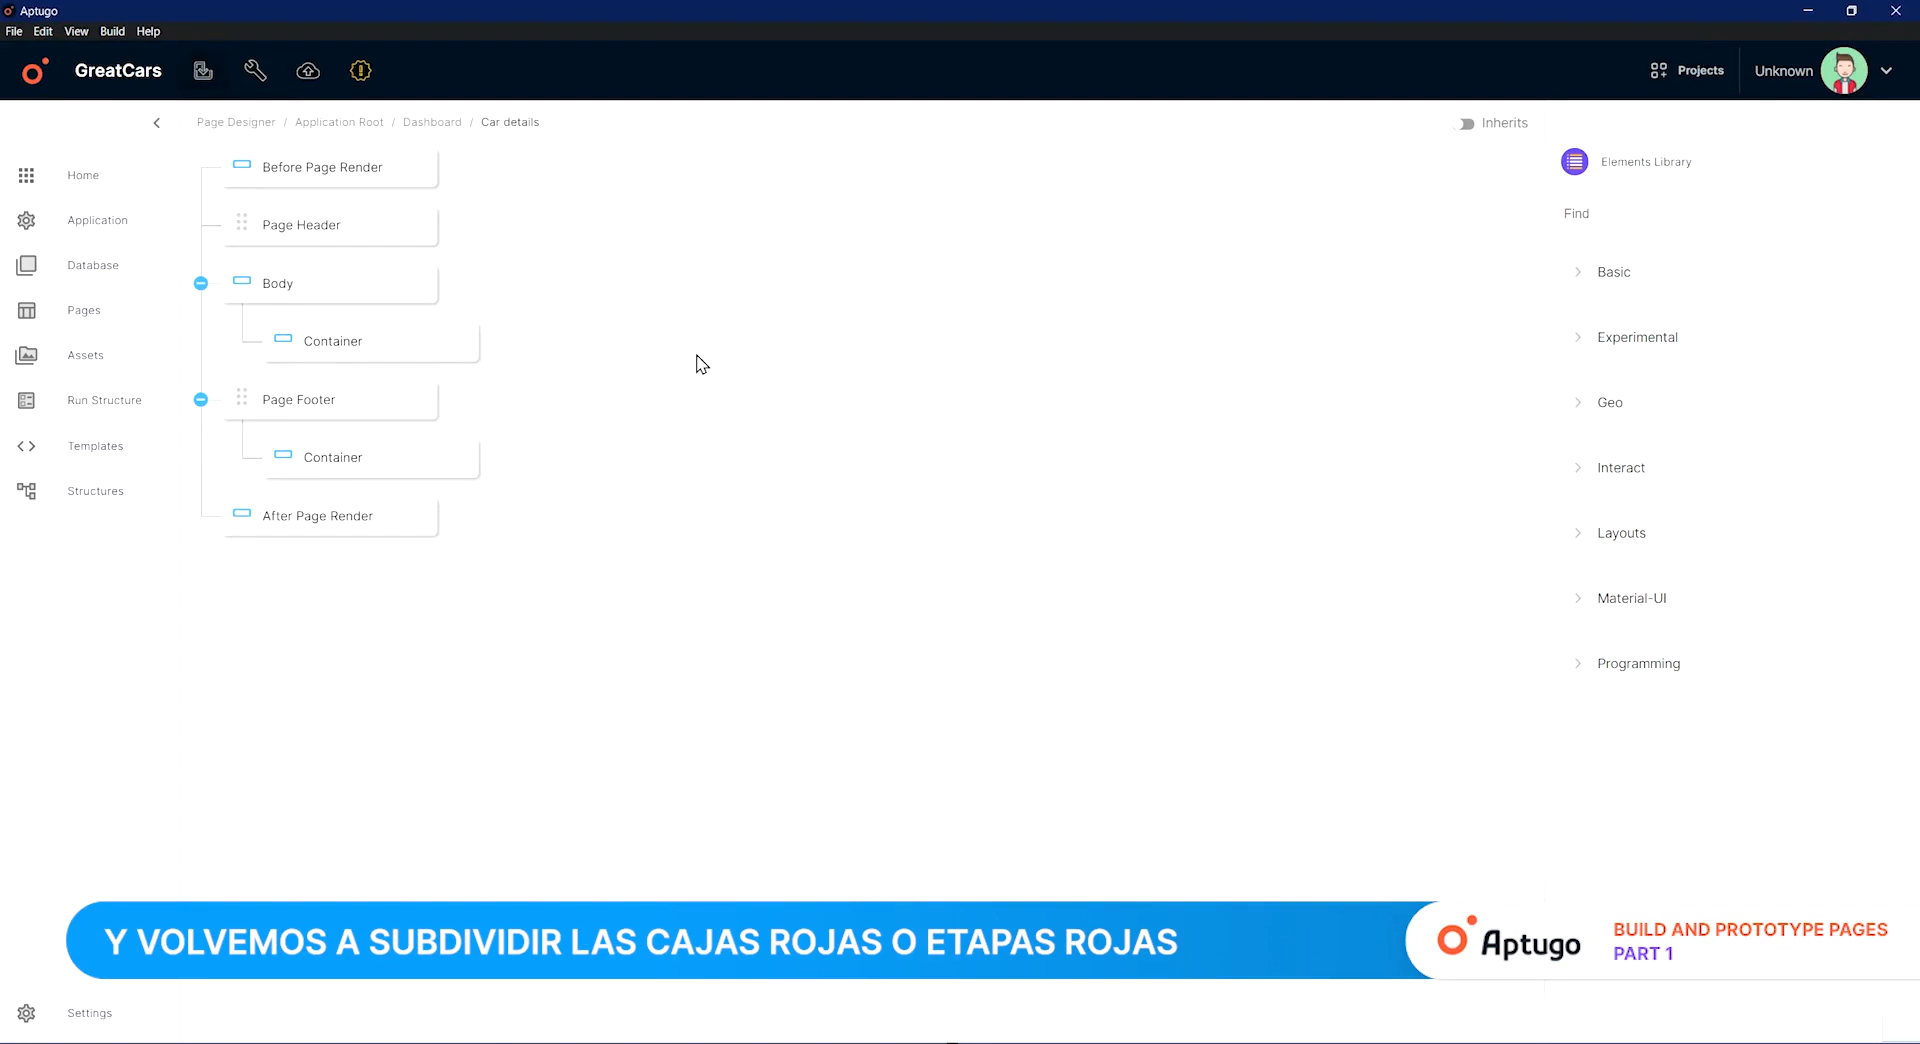 Aptugo
File Edit View Build Help
GreatCars
Projects
Unknown
Page Designer / Application Root / Dashboard / Car details
Inherits
Home
Application
Database
Pages
Assets
Run Structure
Templates
Structures
Before Page Render
Page Header
Body
Container
Page Footer
Container
After Page Render
Elements Library
Find
Basic
Experimental
Geo
Interact
Layouts
Material-UI
Programming
Y VOLVEMOS A SUBDIVIDIR LAS CAJAS ROJAS O ETAPAS ROJAS
Aptugo
BUILD AND PROTOTYPE PAGES
PART 1
Settings